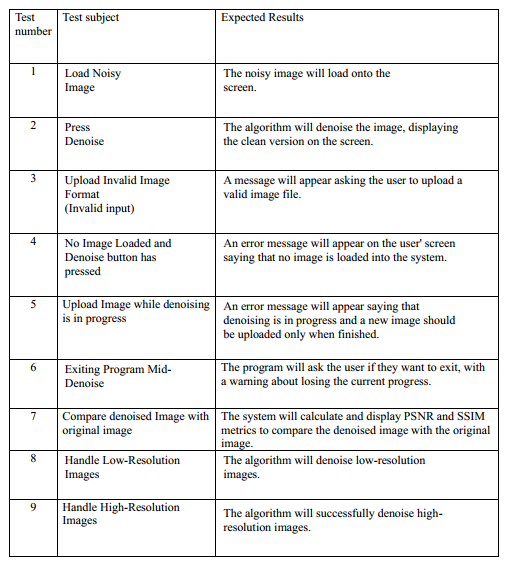 Test number Test subject Expected Results
1 Load Noisy Image The noisy image will load onto the screen.
2 Press Denoise The algorithm will denoise the image, displaying the clean version on the screen.
3 Upload Invalid Image Format (Invalid input) A message will appear asking the user to upload a valid image file.
4 No Image Loaded and Denoise button has pressed An error message will appear on the user' screen saying that no image is loaded into the system.
5 Upload Image while denoising is in progress An error message will appear saying that denoising is in progress and a new image should be uploaded only when finished.
6 Exiting Program Mid-Denoise The program will ask the user if they want to exit, with a warning about losing the current progress.
7 Compare denoised Image with original image The system will calculate and display PSNR and SSIM metrics to compare the denoised image with the original image.
8 Handle Low-Resolution Images The algorithm will denoise low-resolution images.
9 Handle High-Resolution Images The algorithm will successfully denoise high-resolution images.